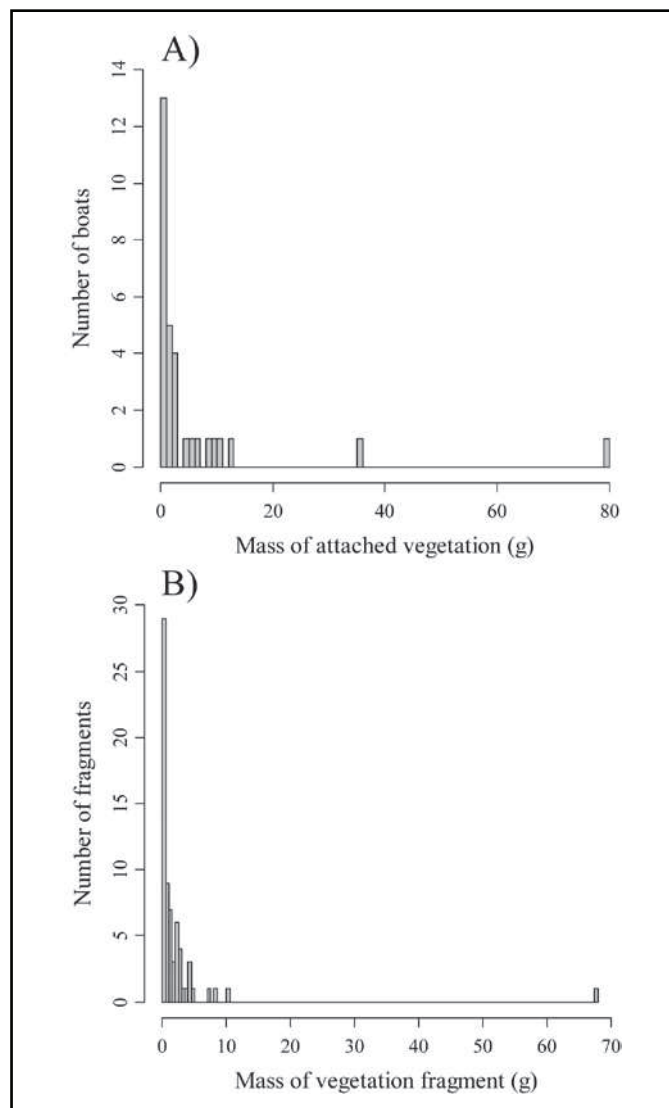 A)
14
12
10
8
6
4
2
0
Number of boats
0 20 40 60 80
Mass of attached vegetation (g)
B)
30
25
20
15
10
5
0
Number of fragments
0 10 20 30 40 50 60 70
Mass of vegetation fragment (g)